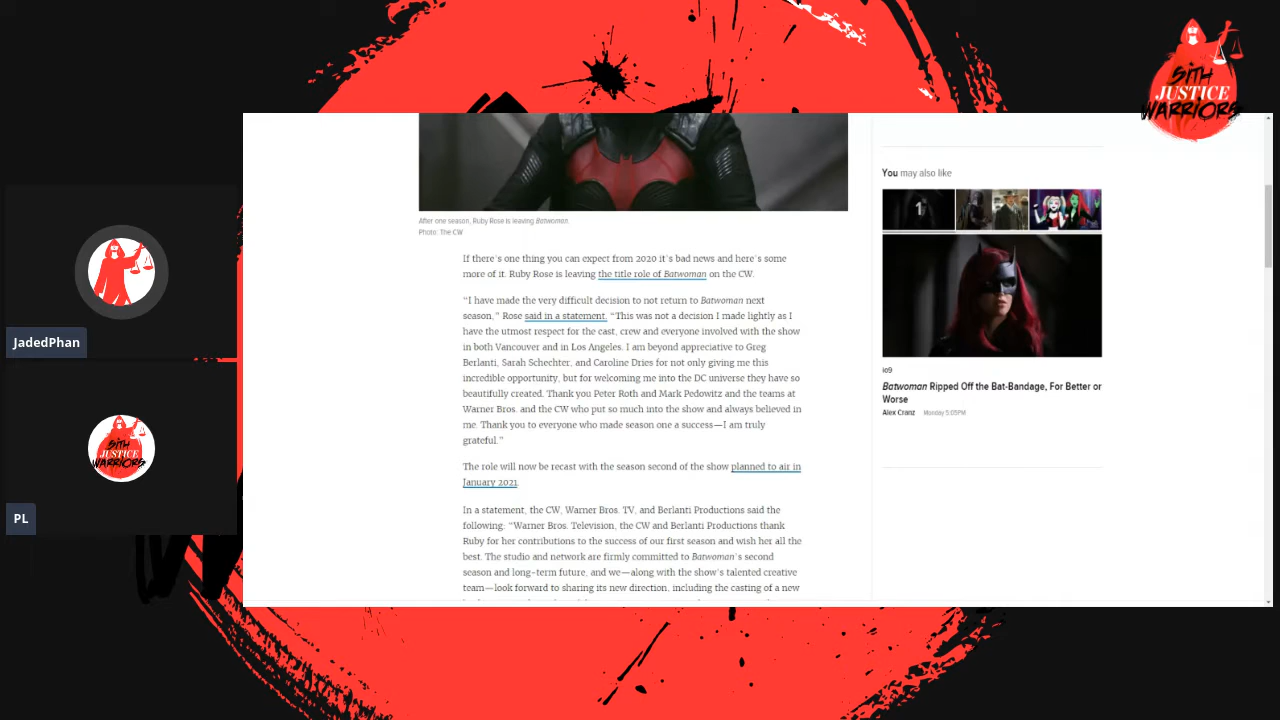 SITH
JUSTICE
WARRIORS
JadedPhan
SITH
JUSTICE
WARRIORS
PL
After one season, Ruby Rose is leaving Batwoman.
Photo: The CW
If there's one thing you can expect from 2020 it's bad news and here's some
more of it. Ruby Rose is leaving the title role of Batwoman on the CW.
“I have made the very difficult decision to not return to Batwoman next
season,” Rose said in a statement. “This was not a decision I made lightly as I
have the utmost respect for the cast, crew and everyone involved with the show
in both Vancouver and in Los Angeles. I am beyond appreciative to Greg
Berlanti, Sarah Schechter, and Caroline Dries for not only giving me this
incredible opportunity, but for welcoming me into the DC universe they have so
beautifully created. Thank you Peter Roth and Mark Pedowitz and the teams at
Warner Bros. and the CW who put so much into the show and always believed in
me. Thank you to everyone who made season one a success—I am truly
grateful.”
The role will now be recast with the season second of the show planned to air in
January 2021.
In a statement, the CW, Warner Bros. TV, and Berlanti Productions said the
following: “Warner Bros. Television, the CW and Berlanti Productions thank
Ruby for her contributions to the success of our first season and wish her all the
best. The studio and network are firmly committed to Batwoman's second
season and long-term future, and we—along with the show's talented creative
team—look forward to sharing its new direction, including the casting of a new
You may also like
1
io9
Batwoman Ripped Off the Bat-Bandage, For Better or
Worse
Alex Cranz Monday 5:05PM